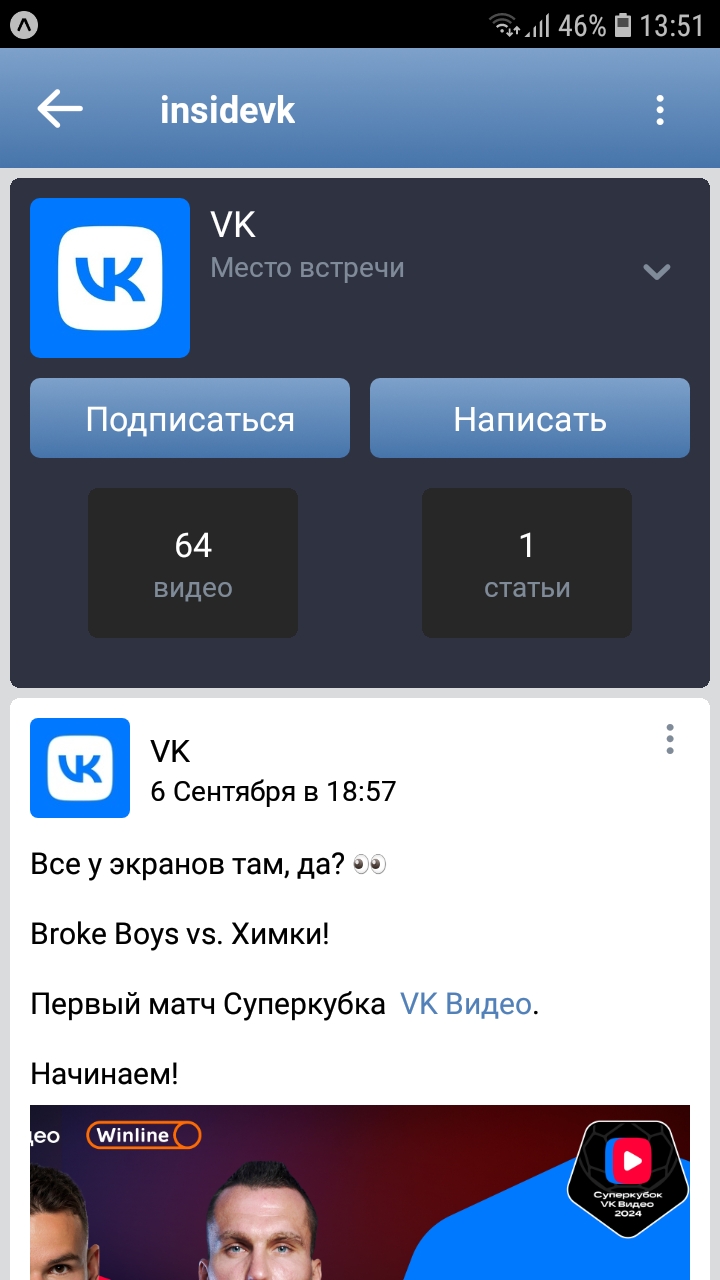 46% 13:51
insidevk
VK
Место встречи
Подписаться
Написать
64
видео
1
статьи
VK
6 Сентября в 18:57
Все у экранов там, да? 👀
Broke Boys vs. Химки!
Первый матч Суперкубка VK Видео.
Начинаем!
Winline
Суперкубок
VK Видео
2024